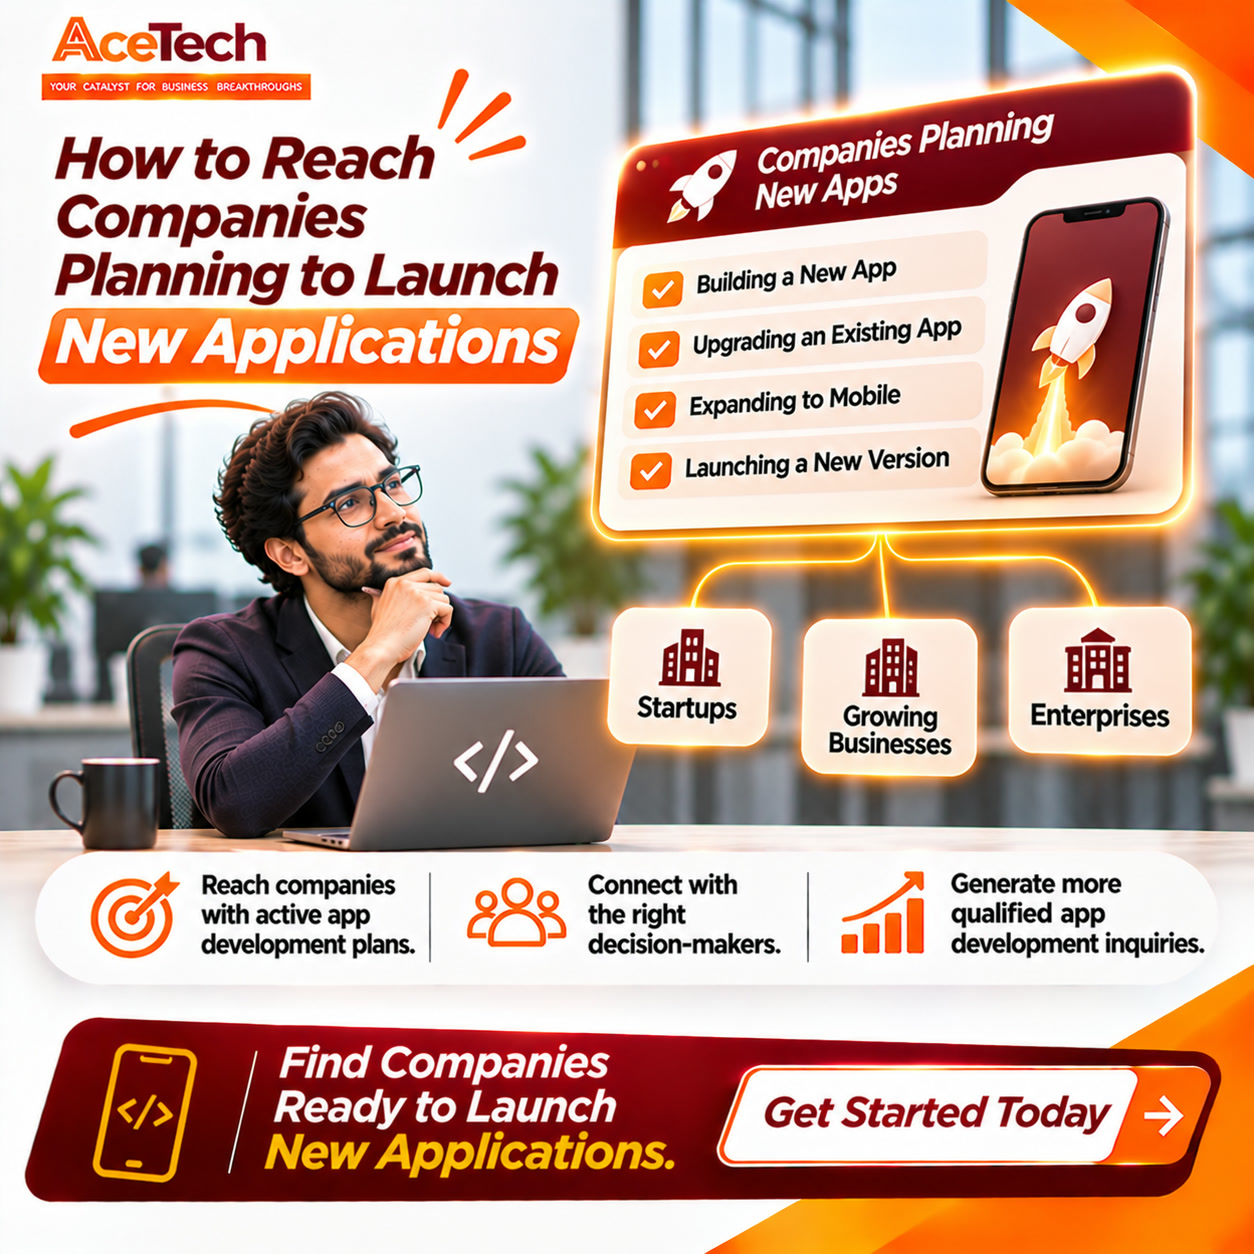 AceTech
YOUR CATALYST FOR BUSINESS BREAKTHROUGHS
How to Reach
Companies
Planning to Launch
New Applications
Companies Planning
New Apps
Building a New App
Upgrading an Existing App
Expanding to Mobile
Launching a New Version
Startups
Growing
Businesses
Enterprises
</>
Reach companies
with active app
development plans.
Connect with
the right
decision-makers.
Generate more
qualified app
development inquiries.
</>
Find Companies
Ready to Launch
New Applications.
Get Started Today